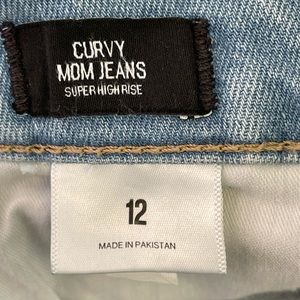 CURVY
MOM JEANS
SUPER HIGH RISE
12
MADE IN PAKISTAN